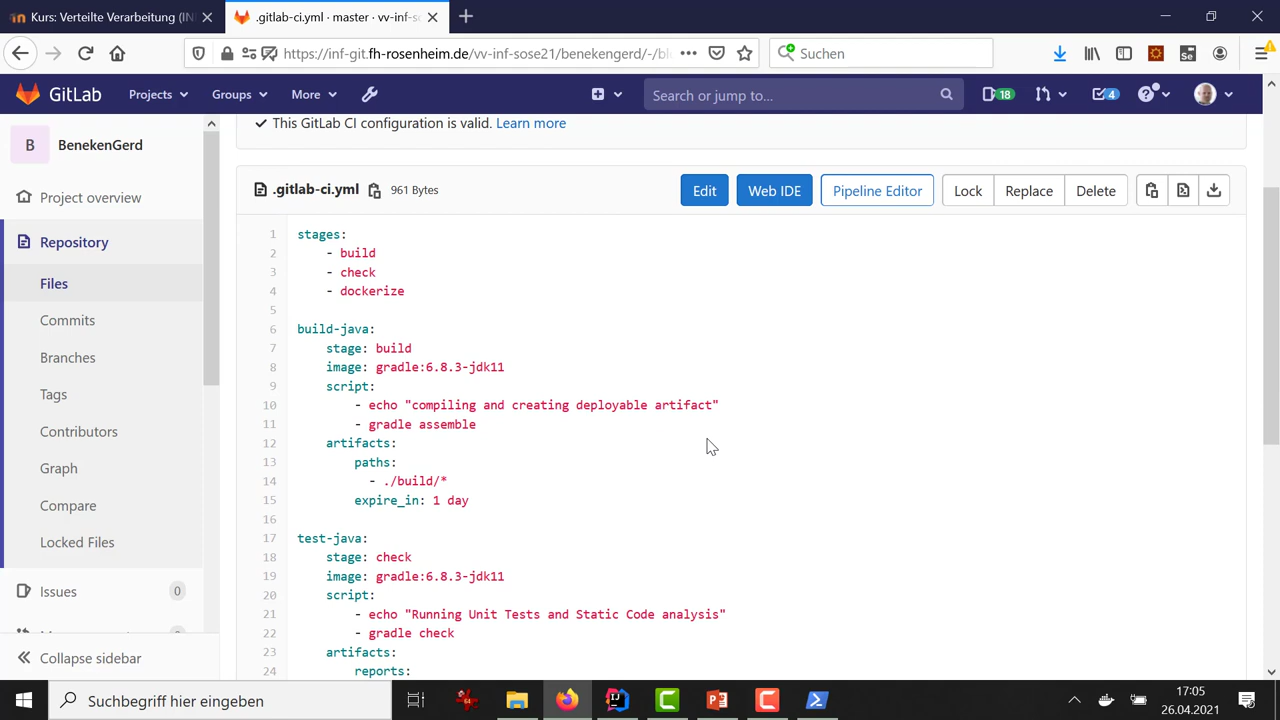 Kurs: Verteilte Verarbeitung (IN
.gitlab-ci.yml · master · vv-inf-so
https://inf-git.fh-rosenheim.de/vv-inf-sose21/benekengerd/-/bl
Suchen
GitLab
Projects
Groups
More
Search or jump to...
18
4
B
BenekenGerd
This GitLab CI configuration is valid. Learn more
Project overview
Repository
Files
Commits
Branches
Tags
Contributors
Graph
Compare
Locked Files
Issues
0
Collapse sidebar
.gitlab-ci.yml
961 Bytes
Edit
Web IDE
Pipeline Editor
Lock
Replace
Delete
1 stages:
2 - build
3 - check
4 - dockerize
5
6 build-java:
7 stage: build
8 image: gradle:6.8.3-jdk11
9 script:
10 - echo "compiling and creating deployable artifact"
11 - gradle assemble
12 artifacts:
13 paths:
14 - ./build/*
15 expire_in: 1 day
16
17 test-java:
18 stage: check
19 image: gradle:6.8.3-jdk11
20 script:
21 - echo "Running Unit Tests and Static Code analysis"
22 - gradle check
23 artifacts:
24 reports:
Suchbegriff hier eingeben
17:05
26.04.2021